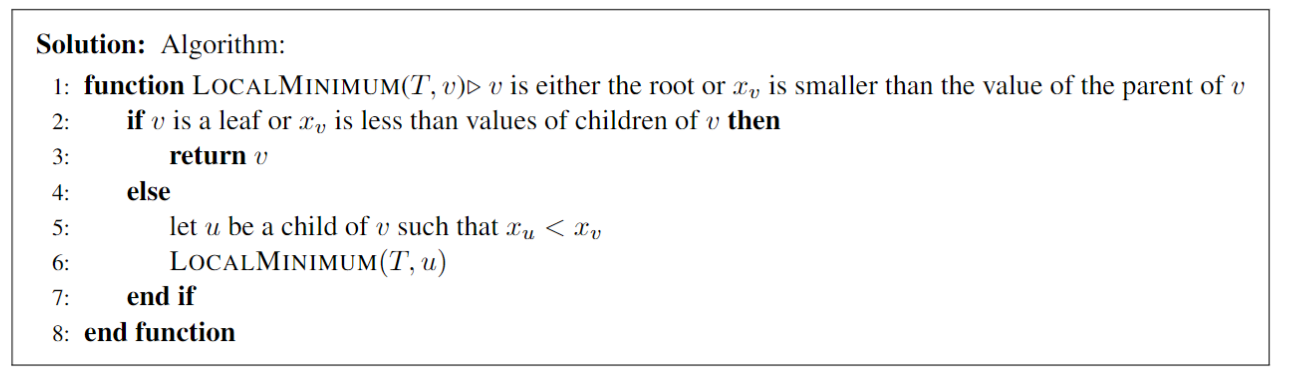 Solution: Algorithm:
1: function LOCALMINIMUM(T, v)▷ v is either the root or x_v is smaller than the value of the parent of v
2: if v is a leaf or x_v is less than values of children of v then
3: return v
4: else
5: let u be a child of v such that x_u < x_v
6: LOCALMINIMUM(T, u)
7: end if
8: end function